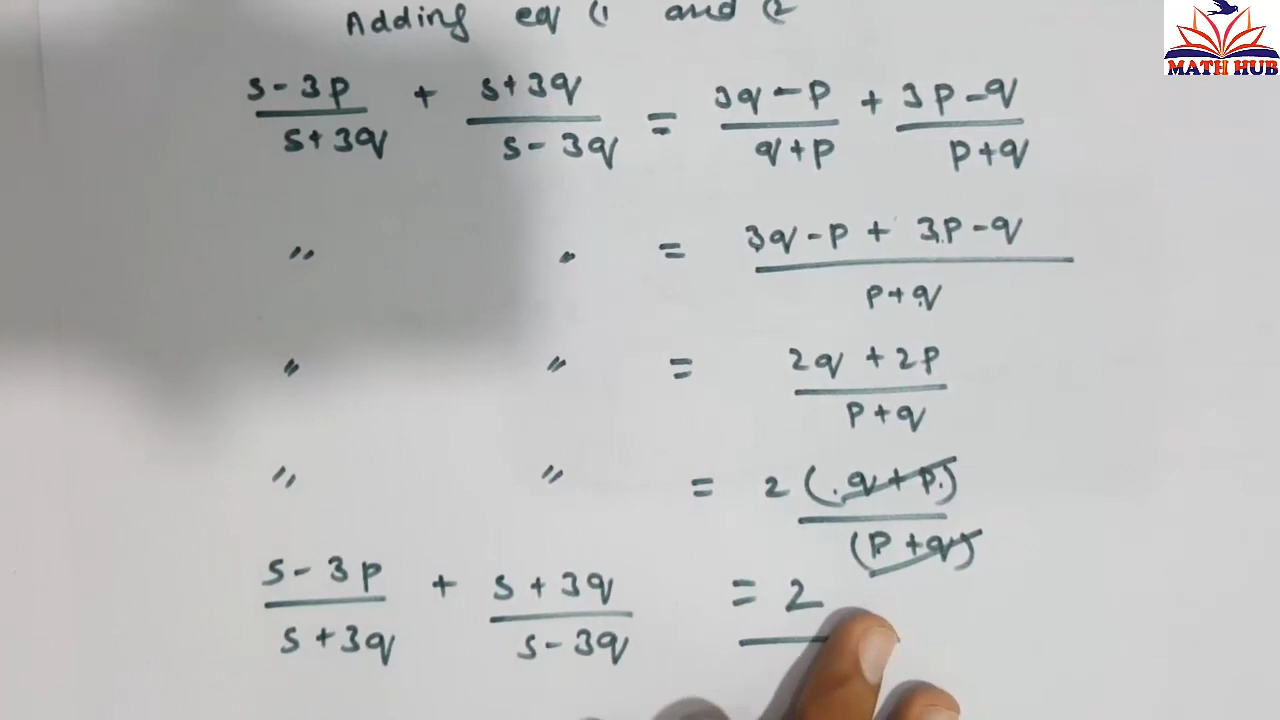 Adding eq (1 and (2
MATH HUB
s-3p/s+3q + s+3q/s-3q = 3q-p/q+p + 3p-q/p+q
〃 〃 = 3q-p+3p-q/p+q
〃 〃 = 2q+2p/p+q
〃 〃 = 2(q+p)/(p+q)
s-3p/s+3q + s+3q/s-3q = 2